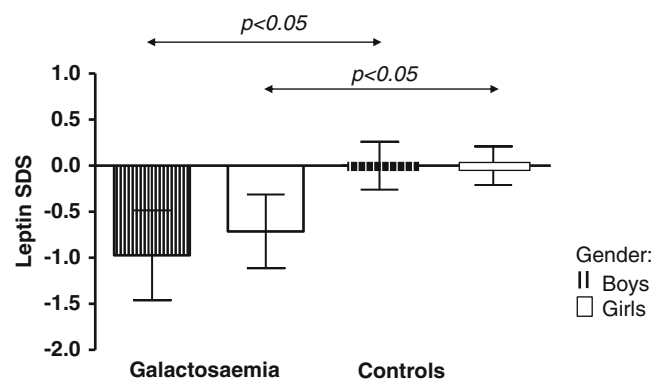 p<0.05
p<0.05
1.0
0.5
0.0
-0.5
-1.0
-1.5
-2.0
Leptin SDS
Galactosaemia Controls
Gender:
Boys
Girls